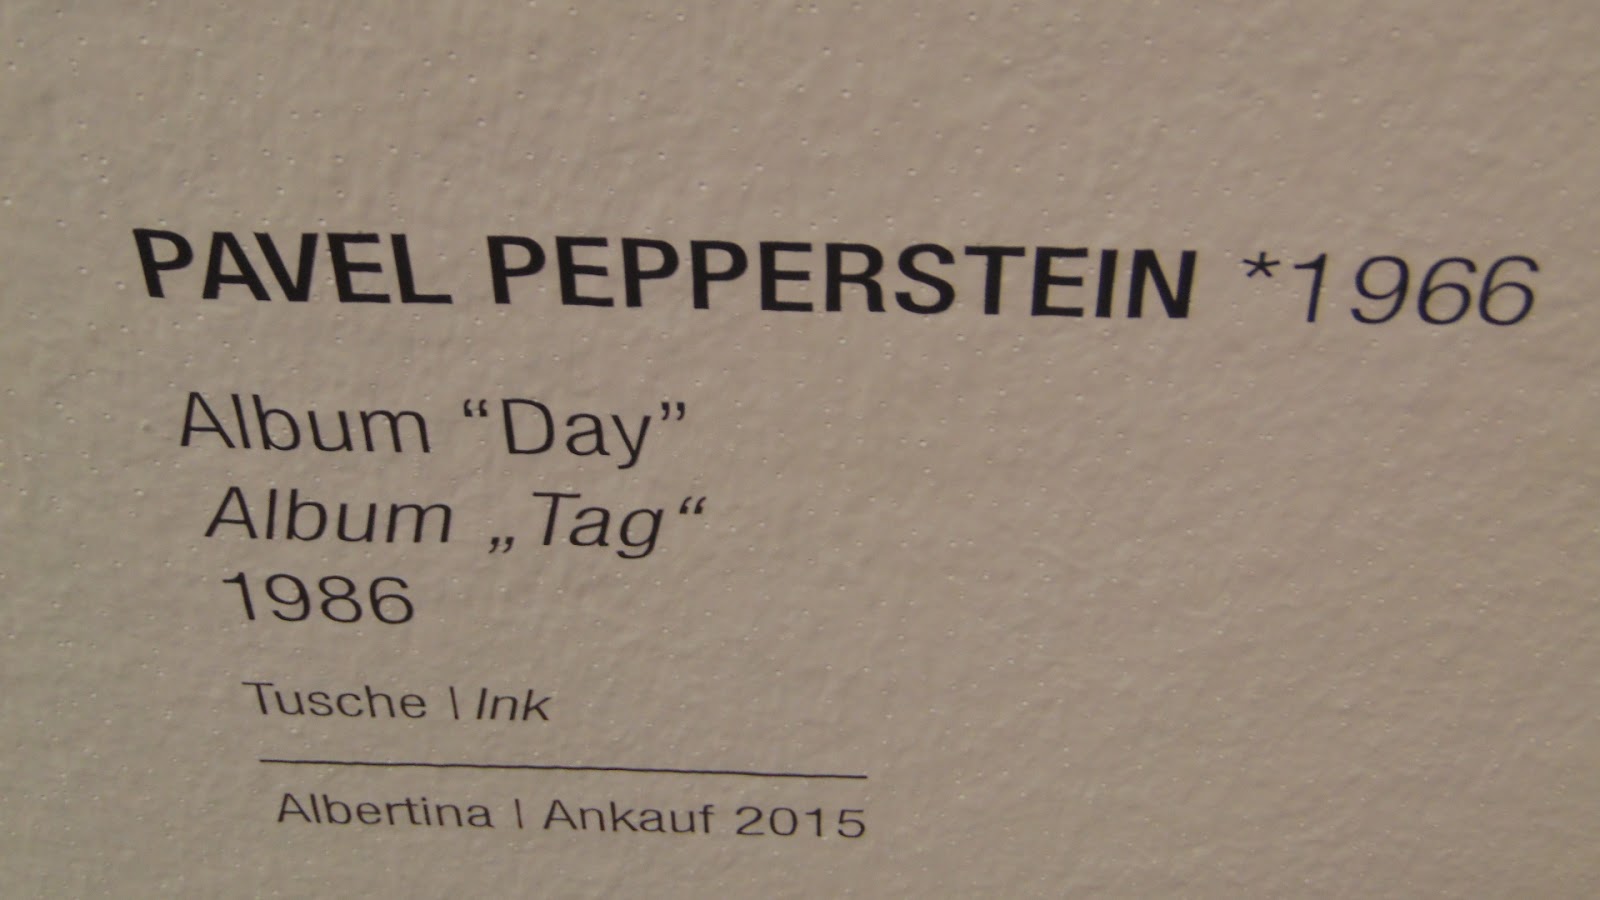 PAVEL PEPPERSTEIN *1966
Album “Day”
Album „Tag“
1986
Tusche | Ink
Albertina | Ankauf 2015